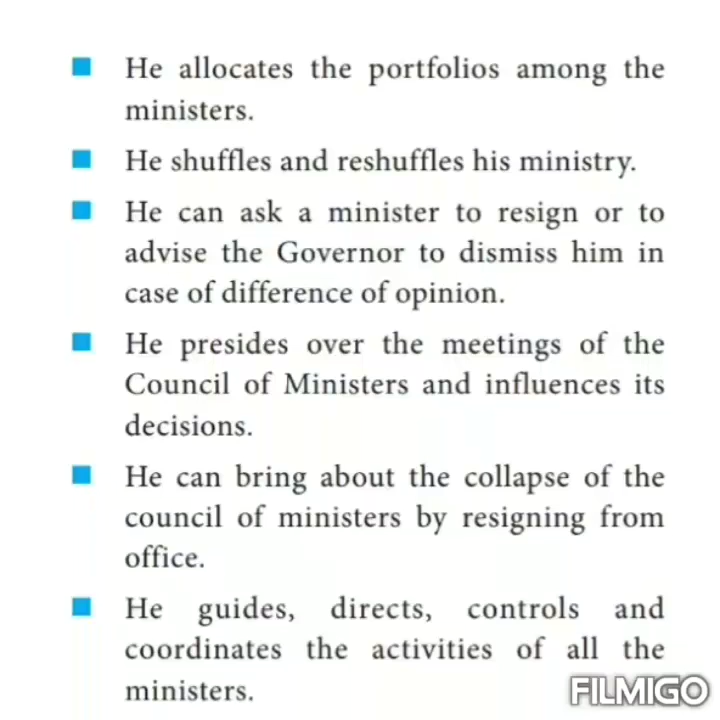 He allocates the portfolios among the
ministers.
He shuffles and reshuffles his ministry.
He can ask a minister to resign or to
advise the Governor to dismiss him in
case of difference of opinion.
He presides over the meetings of the
Council of Ministers and influences its
decisions.
He can bring about the collapse of the
council of ministers by resigning from
office.
He guides, directs, controls and
coordinates the activities of all the
ministers.
FILMIGO